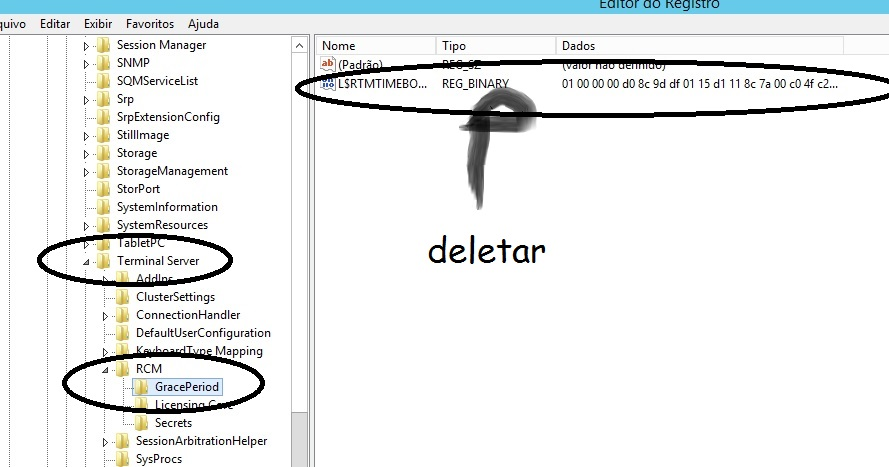 Editor do Registro
quivo Editar Exibir Favoritos Ajuda
Session Manager
SNMP
SQMServiceList
Srp
SrpExtensionConfig
StillImage
Storage
StorageManagement
StorPort
SystemInformation
SystemResources
TabletPC
Terminal Server
AddIns
ClusterSettings
ConnectionHandler
DefaultUserConfiguration
KeyboardType Mapping
RCM
GracePeriod
Licensing Core
Secrets
SessionArbitrationHelper
SysProcs
Nome Tipo Dados
(Padrão) REG_SZ (valor não definido)
L$RTMTIMEBO... REG_BINARY 01 00 00 00 d0 8c 9d df 01 15 d1 11 8c 7a 00 c0 4f c2...
deletar